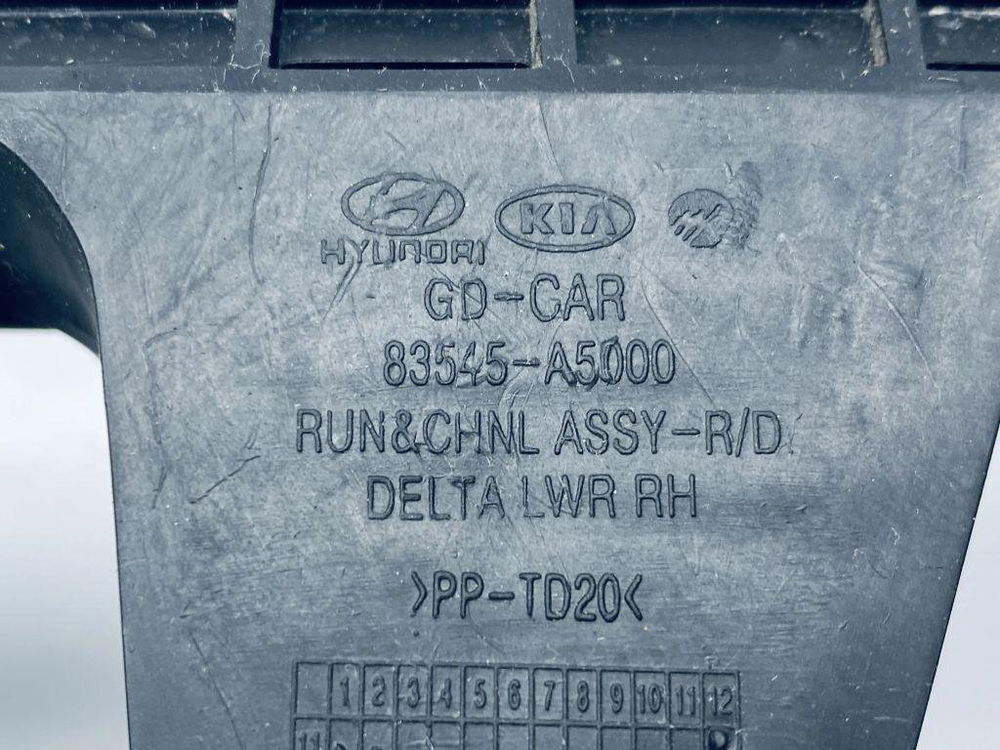 HYUNDAI KIA
GD-CAR
83545-A5000
RUN&CHNL ASSY-R/D
DELTA LWR RH
>PP-TD20<
1 2 3 4 5 6 7 8 9 10 11 12
11